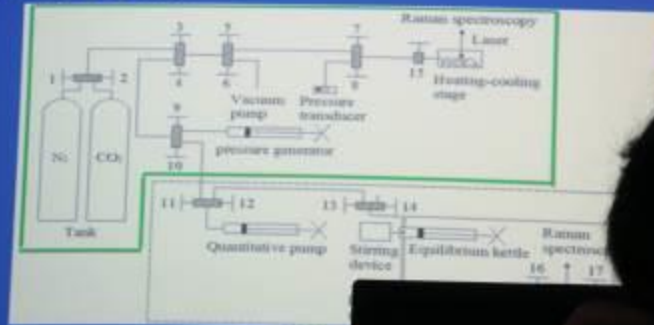 Raman spectroscopy
Laser
3 5 7
1 2
4 6 8 15
Heating-cooling
stage
Vacuum
pump
Pressure
transducer
9
N₂ CO₂
pressure generator
10
11 12 13 14
Tank
Quantitative pump
Stirring
device
Equilibrium kettle
Raman
16 17